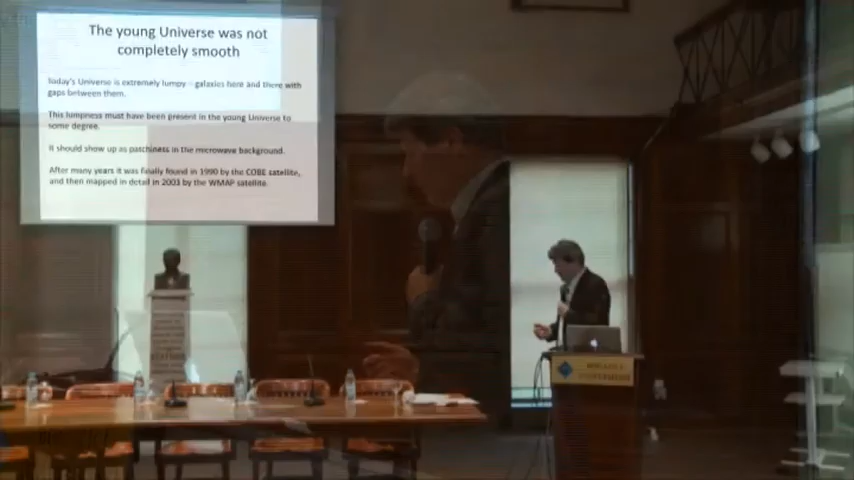 The young Universe was not
completely smooth
Today's Universe is extremely lumpy - galaxies here and there with
gaps between them.
This lumpiness must have been present in the young Universe to
some degree.
It should show up as patchiness in the microwave background.
After many years it was finally found in 1990 by the COBE satellite,
and then mapped in detail in 2003 by the WMAP satellite.